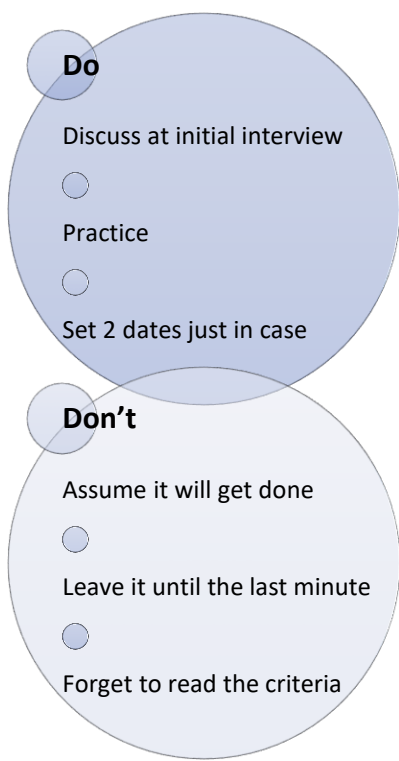 Do
Discuss at initial interview
Practice
Set 2 dates just in case
Don’t
Assume it will get done
Leave it until the last minute
Forget to read the criteria